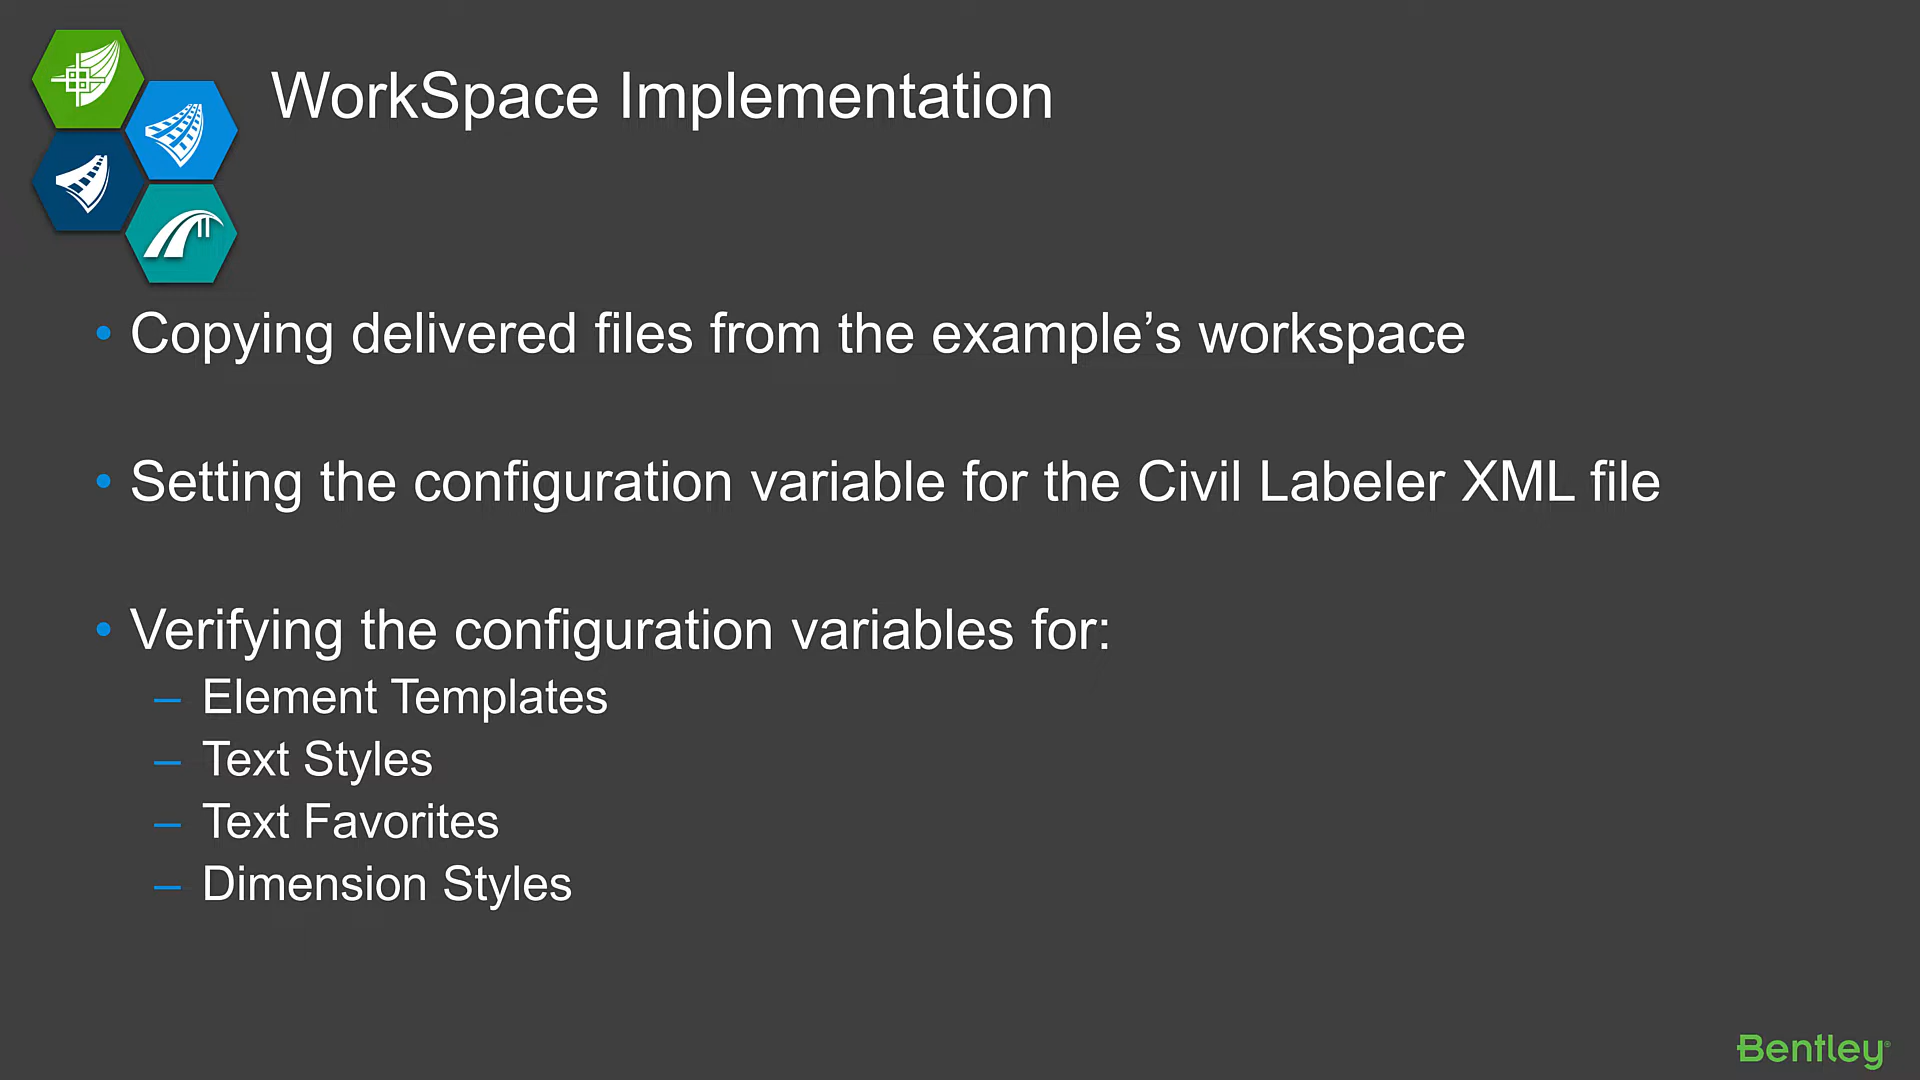 WorkSpace Implementation
• Copying delivered files from the example’s workspace
• Setting the configuration variable for the Civil Labeler XML file
• Verifying the configuration variables for:
– Element Templates
– Text Styles
– Text Favorites
– Dimension Styles
Bentley®